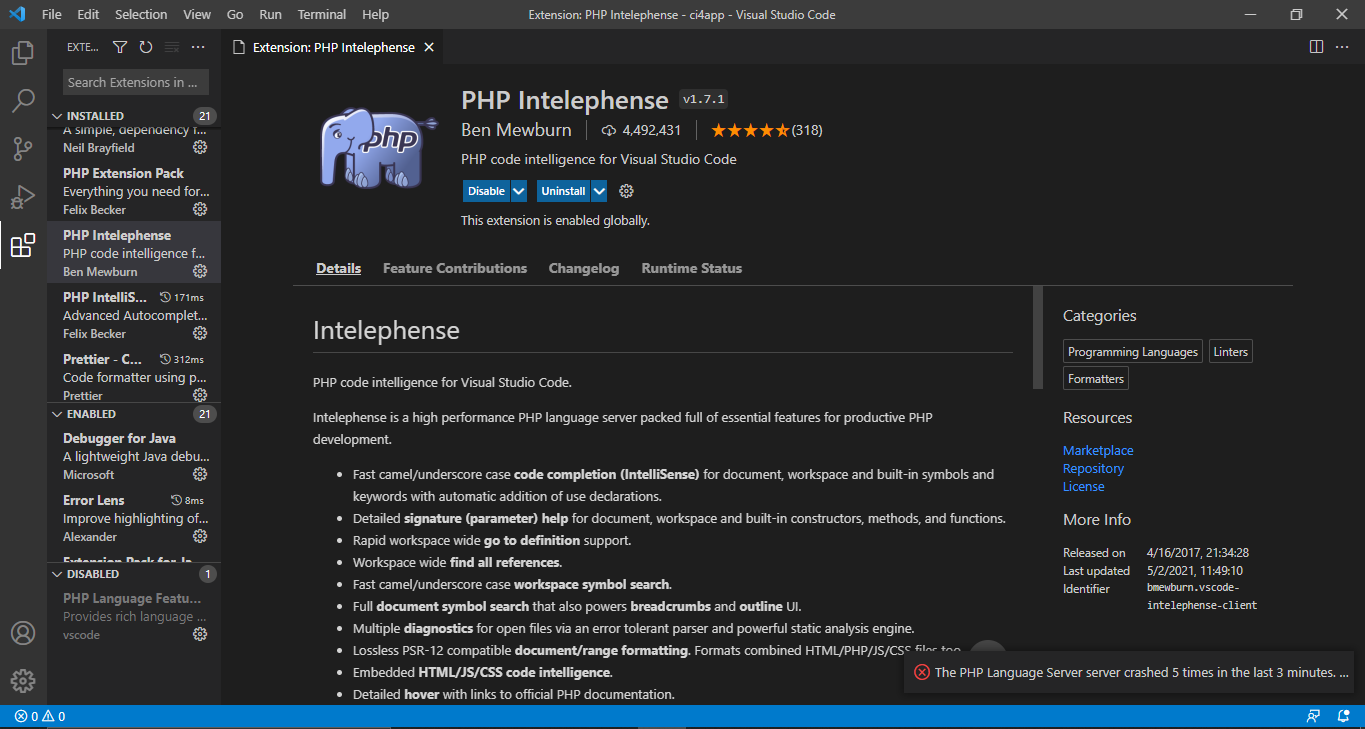 File Edit Selection View Go Run Terminal Help
Extension: PHP Intelephense - ci4app - Visual Studio Code
EXTE...
Extension: PHP Intelephense
Search Extensions in ...
INSTALLED 21
A simple, dependency f...
Neil Brayfield
PHP Extension Pack
Everything you need for...
Felix Becker
PHP Intelephense
PHP code intelligence f...
Ben Mewburn
PHP IntelliS... 171ms
Advanced Autocomplet...
Felix Becker
Prettier - C... 312ms
Code formatter using p...
Prettier
ENABLED 21
Debugger for Java
A lightweight Java debu...
Microsoft
Error Lens 8ms
Improve highlighting of...
Alexander
Extension Pack for Ja...
DISABLED 1
PHP Language Featu...
Provides rich language ...
vscode
php
PHP Intelephense v1.7.1
Ben Mewburn 4,492,431 (318)
PHP code intelligence for Visual Studio Code
Disable Uninstall
This extension is enabled globally.
Details Feature Contributions Changelog Runtime Status
Intelephense
PHP code intelligence for Visual Studio Code.
Intelephense is a high performance PHP language server packed full of essential features for productive PHP
development.
• Fast camel/underscore case code completion (IntelliSense) for document, workspace and built-in symbols and
keywords with automatic addition of use declarations.
• Detailed signature (parameter) help for document, workspace and built-in constructors, methods, and functions.
• Rapid workspace wide go to definition support.
• Workspace wide find all references.
• Fast camel/underscore case workspace symbol search.
• Full document symbol search that also powers breadcrumbs and outline UI.
• Multiple diagnostics for open files via an error tolerant parser and powerful static analysis engine.
• Lossless PSR-12 compatible document/range formatting. Formats combined HTML/PHP/JS/CSS files too.
• Embedded HTML/JS/CSS code intelligence.
• Detailed hover with links to official PHP documentation.
Categories
Programming Languages Linters
Formatters
Resources
Marketplace
Repository
License
More Info
Released on 4/16/2017, 21:34:28
Last updated 5/2/2021, 11:49:10
Identifier bmewburn.vscode-
intelephense-client
The PHP Language Server server crashed 5 times in the last 3 minutes. ...
0 0